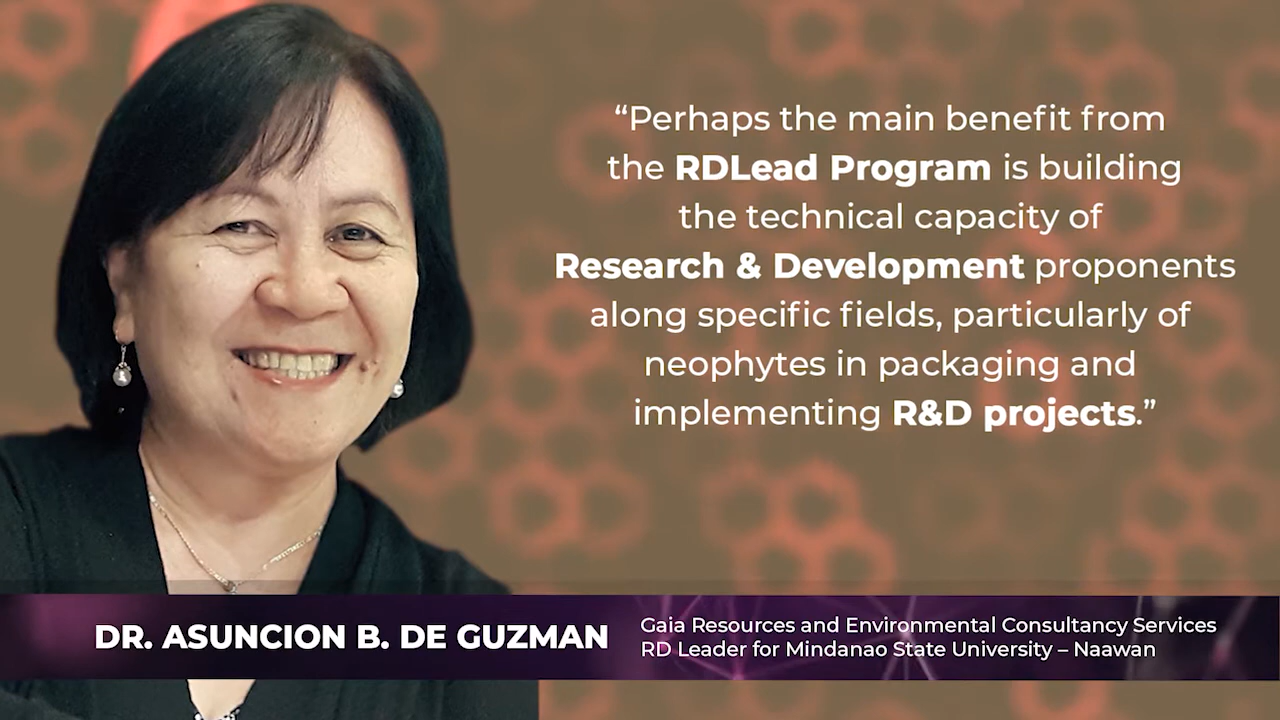 “Perhaps the main benefit from
the RDLead Program is building
the technical capacity of
Research & Development proponents
along specific fields, particularly of
neophytes in packaging and
implementing R&D projects.”
DR. ASUNCION B. DE GUZMAN
Gaia Resources and Environmental Consultancy Services
RD Leader for Mindanao State University – Naawan